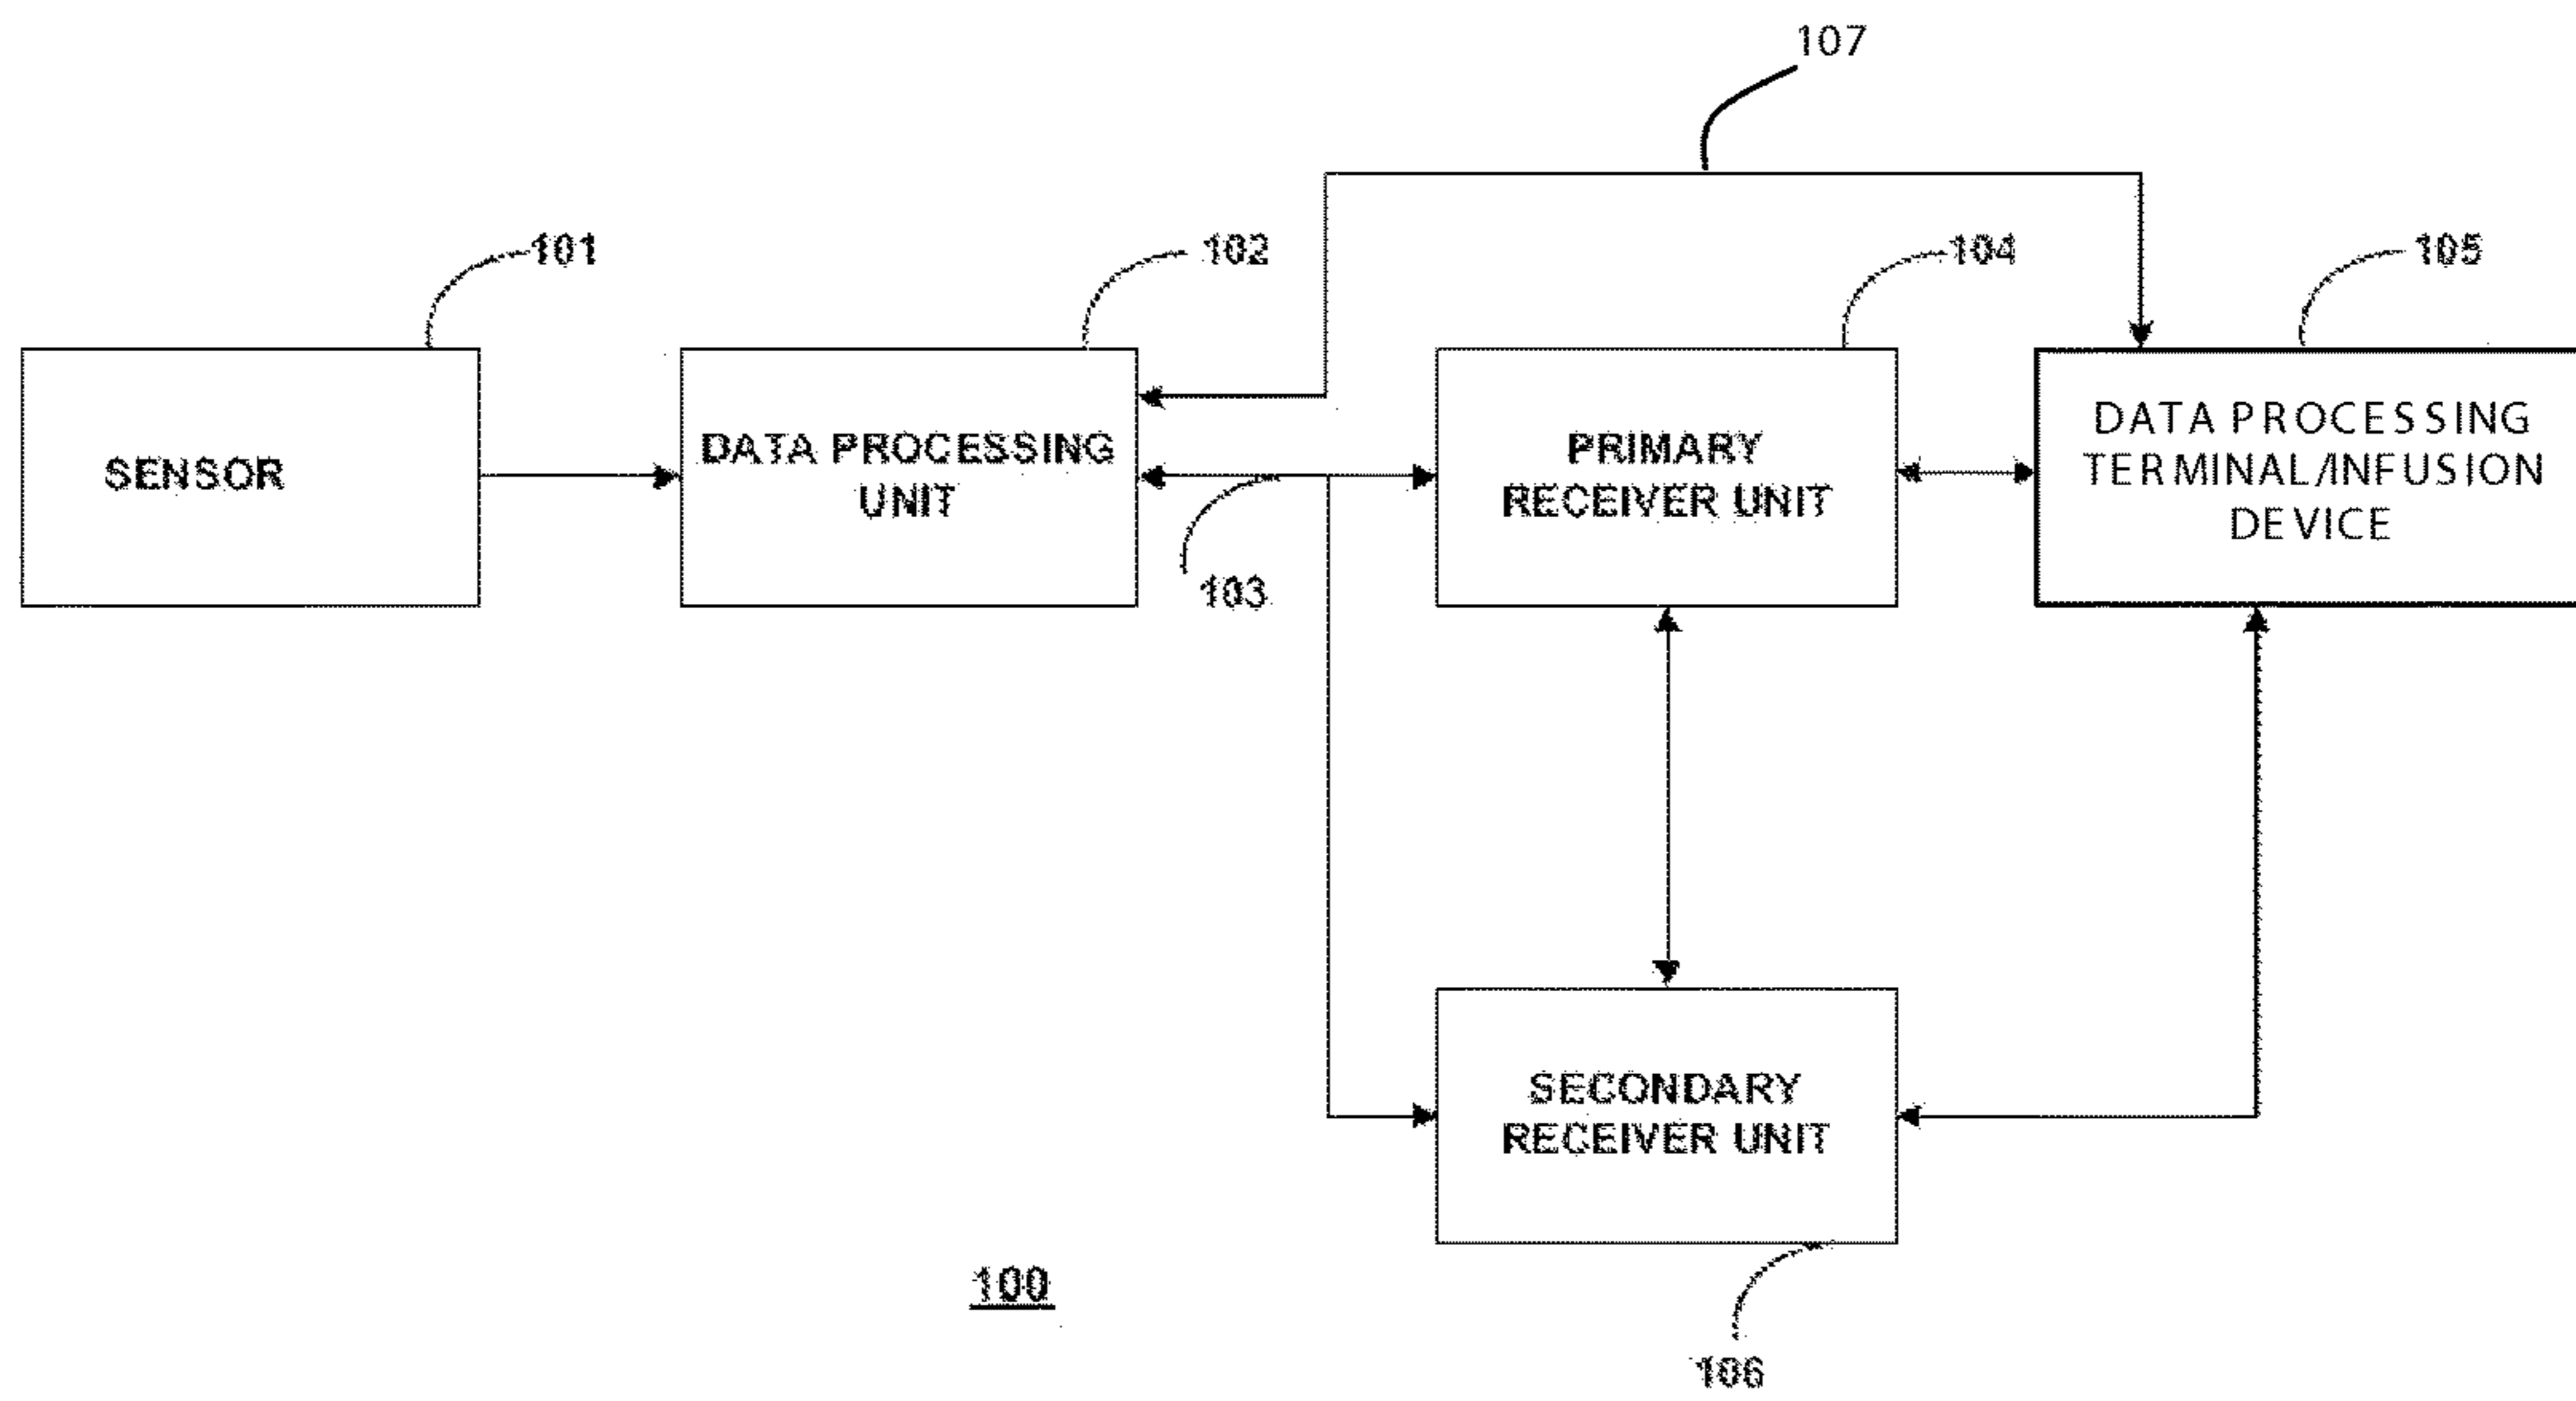 107
101
102
104
105
SENSOR
DATA PROCESSING
UNIT
PRIMARY
RECEIVER UNIT
DATA PROCESSING
TERMINAL/INFUSION
DEVICE
103
SECONDARY
RECEIVER UNIT
100
106